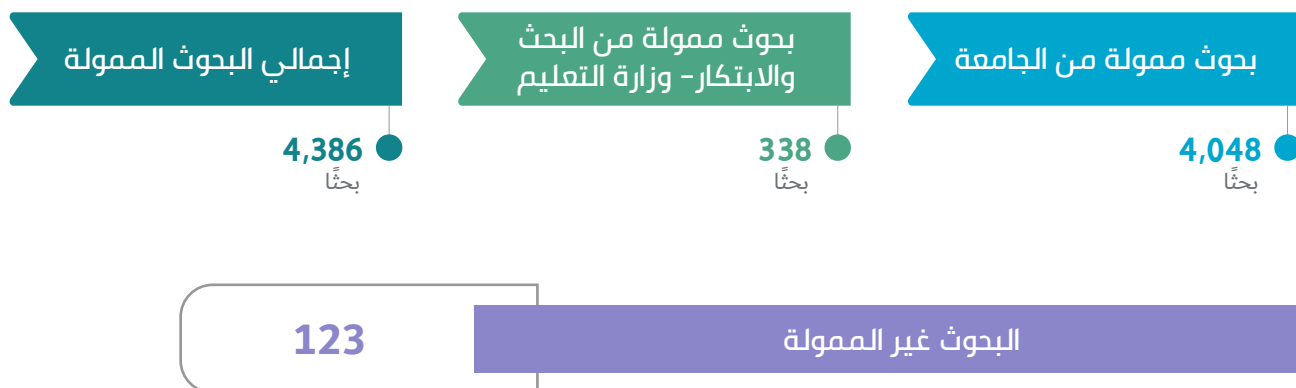 بحوث ممولة من الجامعة
4,048
بحثًا
بحوث ممولة من البحث
والابتكار- وزارة التعليم
338
بحثًا
إجمالي البحوث الممولة
4,386
بحثًا
البحوث غير الممولة
123